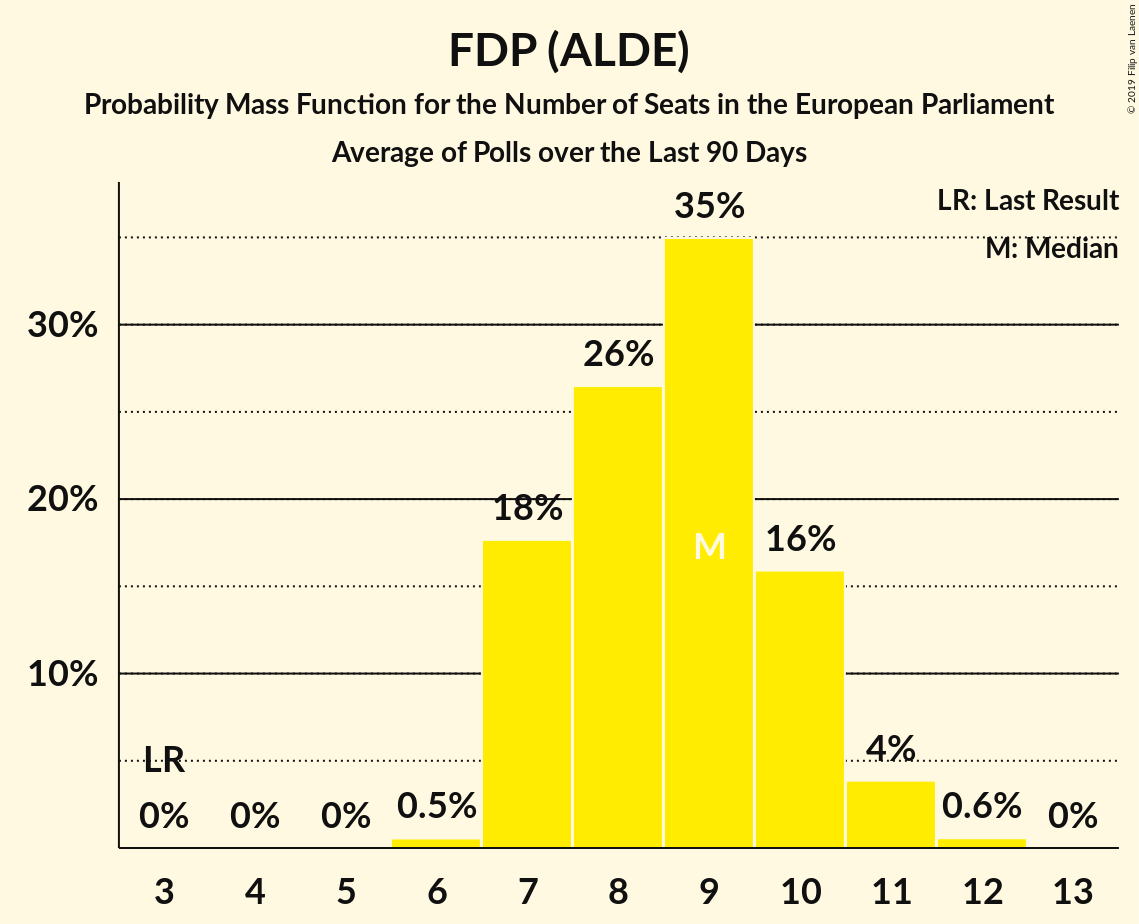 FDP (ALDE)
Probability Mass Function for the Number of Seats in the European Parliament
Average of Polls over the Last 90 Days
© 2019 Filip van Laenen
LR: Last Result
M: Median
35%
30%
26%
20%
18%
M
16%
10%
LR
4%
0%
0%
0%
0.5%
0.6%
0%
3 4 5 6 7 8 9 10 11 12 13